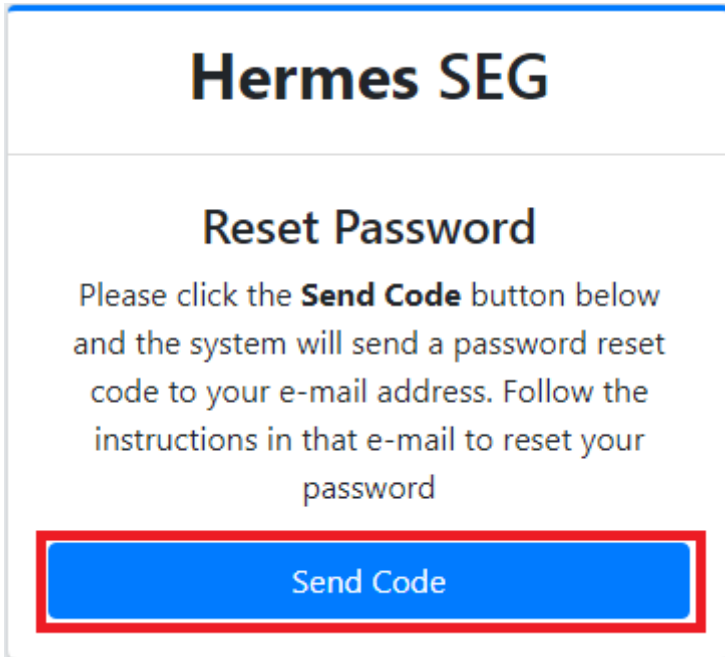 Hermes SEG
Reset Password
Please click the Send Code button below
and the system will send a password reset
code to your e-mail address. Follow the
instructions in that e-mail to reset your
password
Send Code